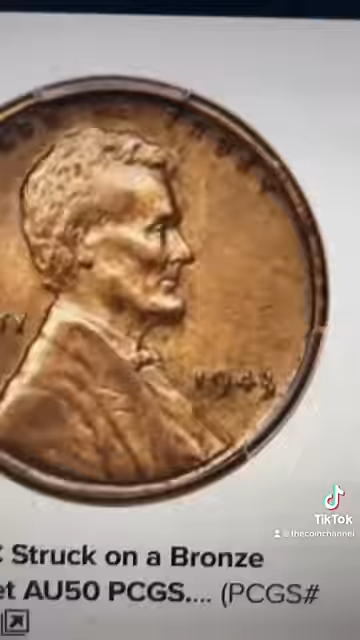 1943
TikTok
@thecoinchannel
C Struck on a Bronze
et AU50 PCGS.... (PCGS#